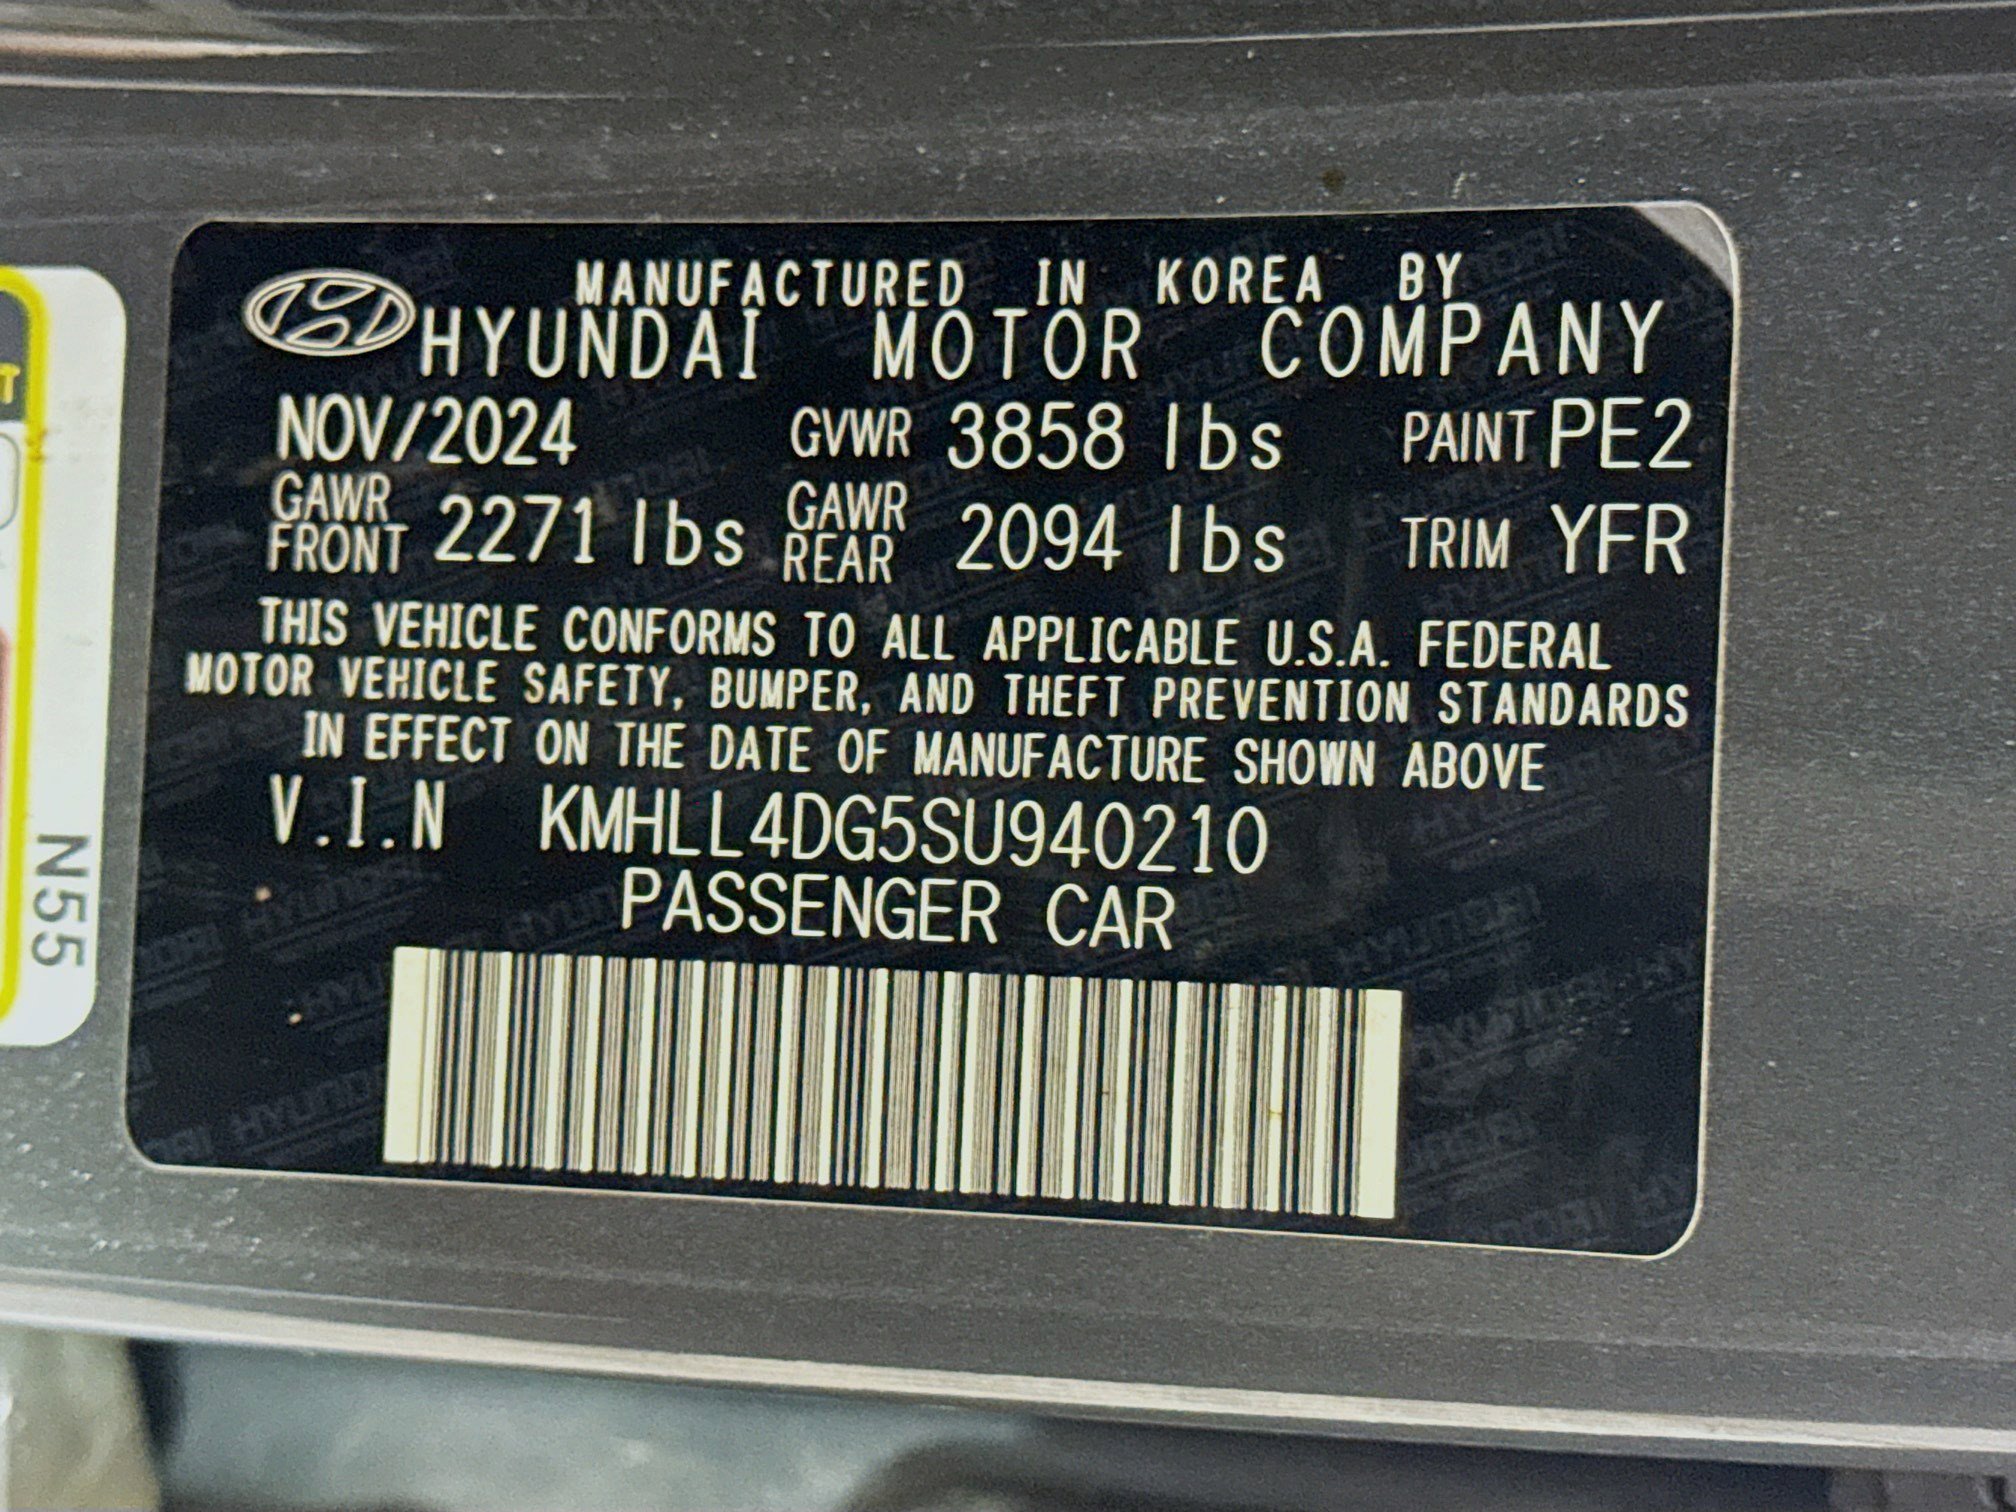 MANUFACTURED IN KOREA BY
HYUNDAI MOTOR COMPANY
NOV/2024 GVWR 3858 lbs PAINT PE2
GAWR FRONT 2271 lbs GAWR REAR 2094 lbs TRIM YFR
THIS VEHICLE CONFORMS TO ALL APPLICABLE U.S.A. FEDERAL
MOTOR VEHICLE SAFETY, BUMPER, AND THEFT PREVENTION STANDARDS
IN EFFECT ON THE DATE OF MANUFACTURE SHOWN ABOVE
V.I.N KMHLL4DG5SU940210
PASSENGER CAR
N55